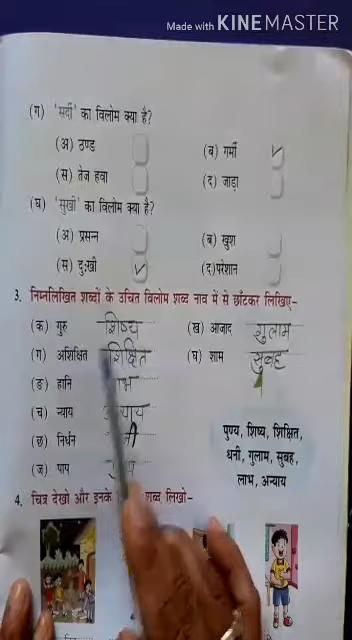 Made with KINEMASTER
(ग) 'सर्दी' का विलोम क्या है?
(अ) ठण्ड (ब) गर्मी ✓
(स) तेज हवा (द) जाड़ा
(घ) 'सुखी' का विलोम क्या है?
(अ) प्रसन्न (ब) खुश
(स) दुःखी ✓ (द) परेशान
3. निम्नलिखित शब्दों के उचित विलोम शब्द नाव में से छाँटकर लिखिए-
(क) गुरु शिष्य (ख) आजाद गुलाम
(ग) अशिक्षित शिक्षित (घ) शाम सुबह
(ङ) हानि
(च) न्याय
(छ) निर्धन
(ज) पाप
पुण्य, शिष्य, शिक्षित,
धनी, गुलाम, सुबह,
लाभ, अन्याय
4. चित्र देखो और इनके शब्द लिखो-